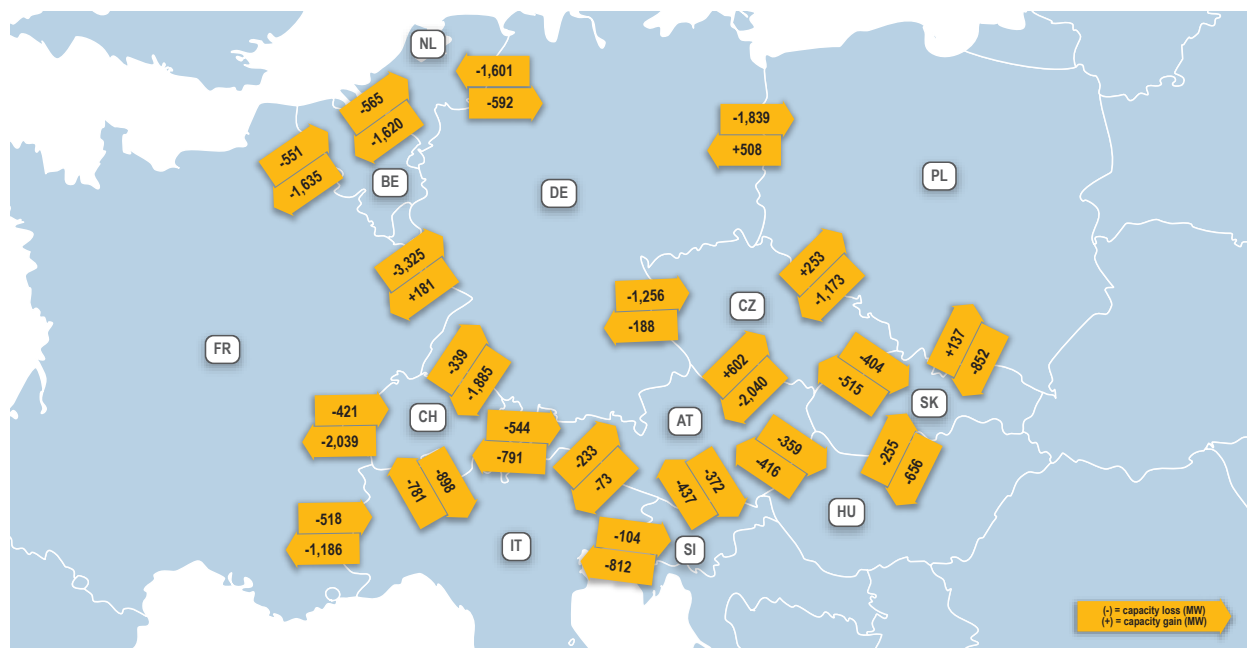 NL
-1,601
-592
-565
-1,620
-1,839
+508
-551
-1,635
BE
DE
PL
-3,325
+181
+253
-1,173
-1,256
-188
CZ
FR
-339
-1,885
+602
-2,040
-404
-515
+137
-852
SK
-421
-2,039
CH
-544
-791
AT
-233
-73
-359
-416
-255
-656
-781
-898
-437
-372
HU
-518
-1,186
IT
-104
-812
SI
(-) = capacity loss (MW)
(+) = capacity gain (MW)